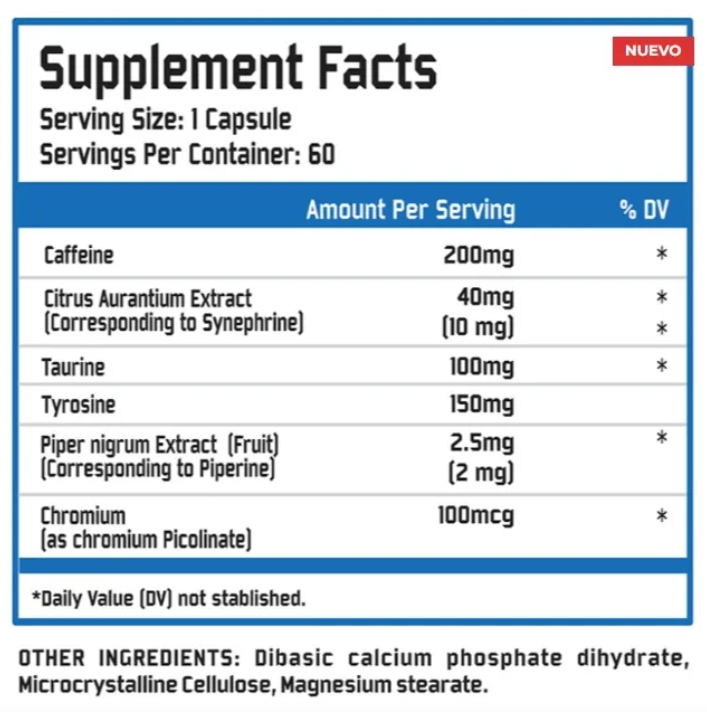 NUEVO
Supplement Facts
Serving Size: 1 Capsule
Servings Per Container: 60
Amount Per Serving % DV
Caffeine 200mg *
Citrus Aurantium Extract 40mg *
(Corresponding to Synephrine) (10 mg) *
Taurine 100mg *
Tyrosine 150mg
Piper nigrum Extract (Fruit) 2.5mg *
(Corresponding to Piperine) (2 mg)
Chromium 100mcg *
(as chromium Picolinate)
*Daily Value (DV) not stablished.
OTHER INGREDIENTS: Dibasic calcium phosphate dihydrate,
Microcrystalline Cellulose, Magnesium stearate.